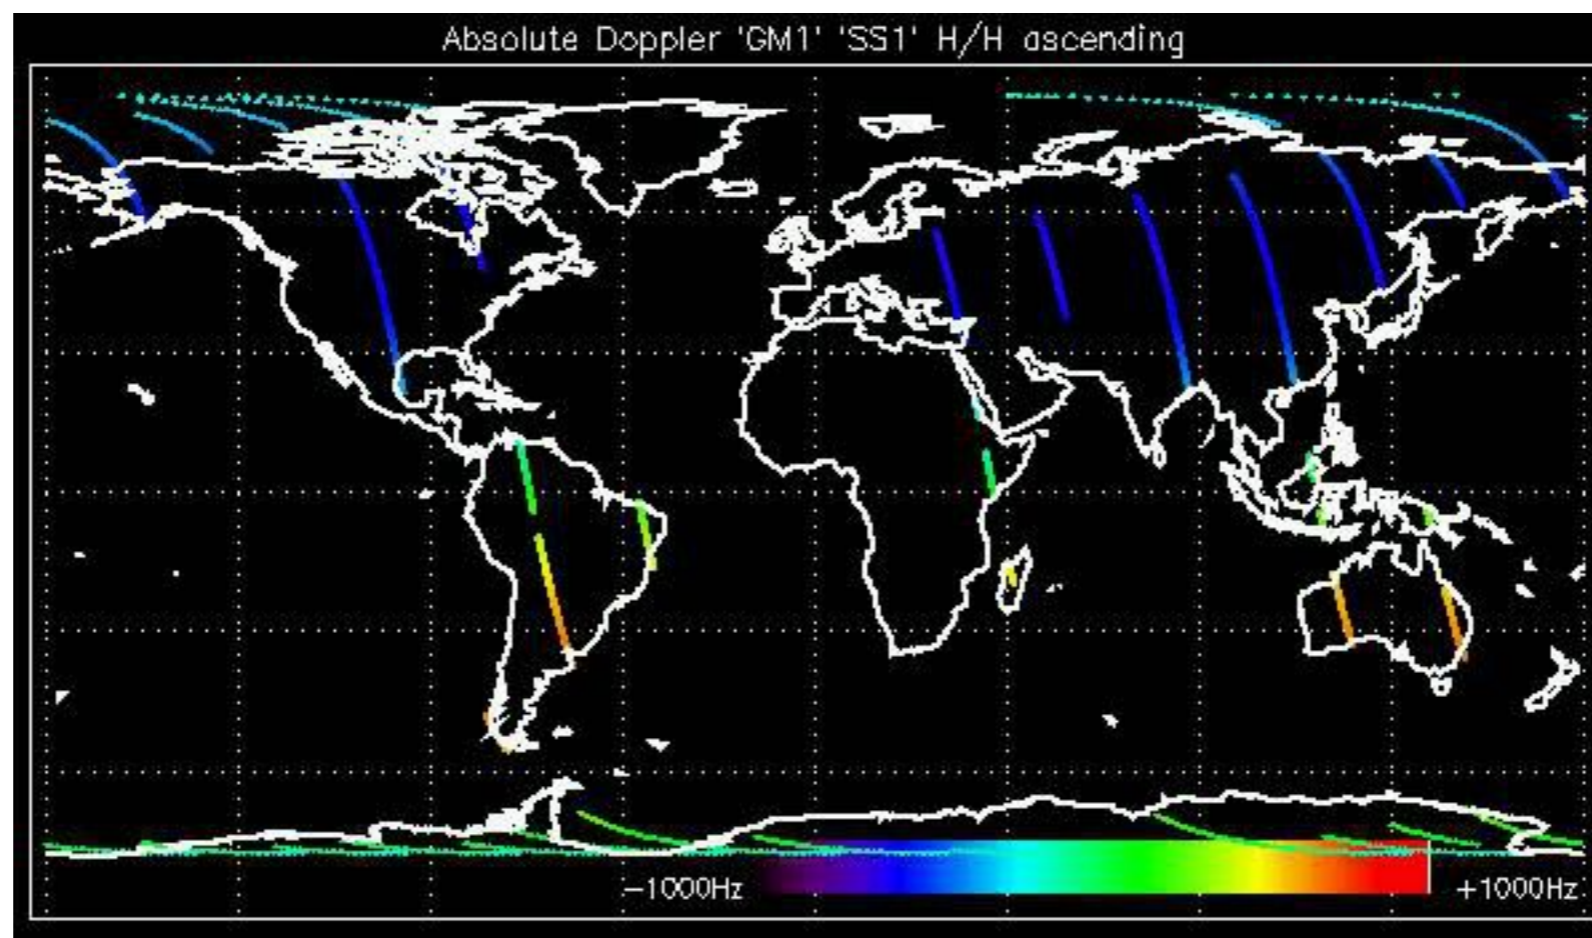 Absolute Doppler 'GM1' 'SS1' H/H ascending
−1000Hz
+1000Hz